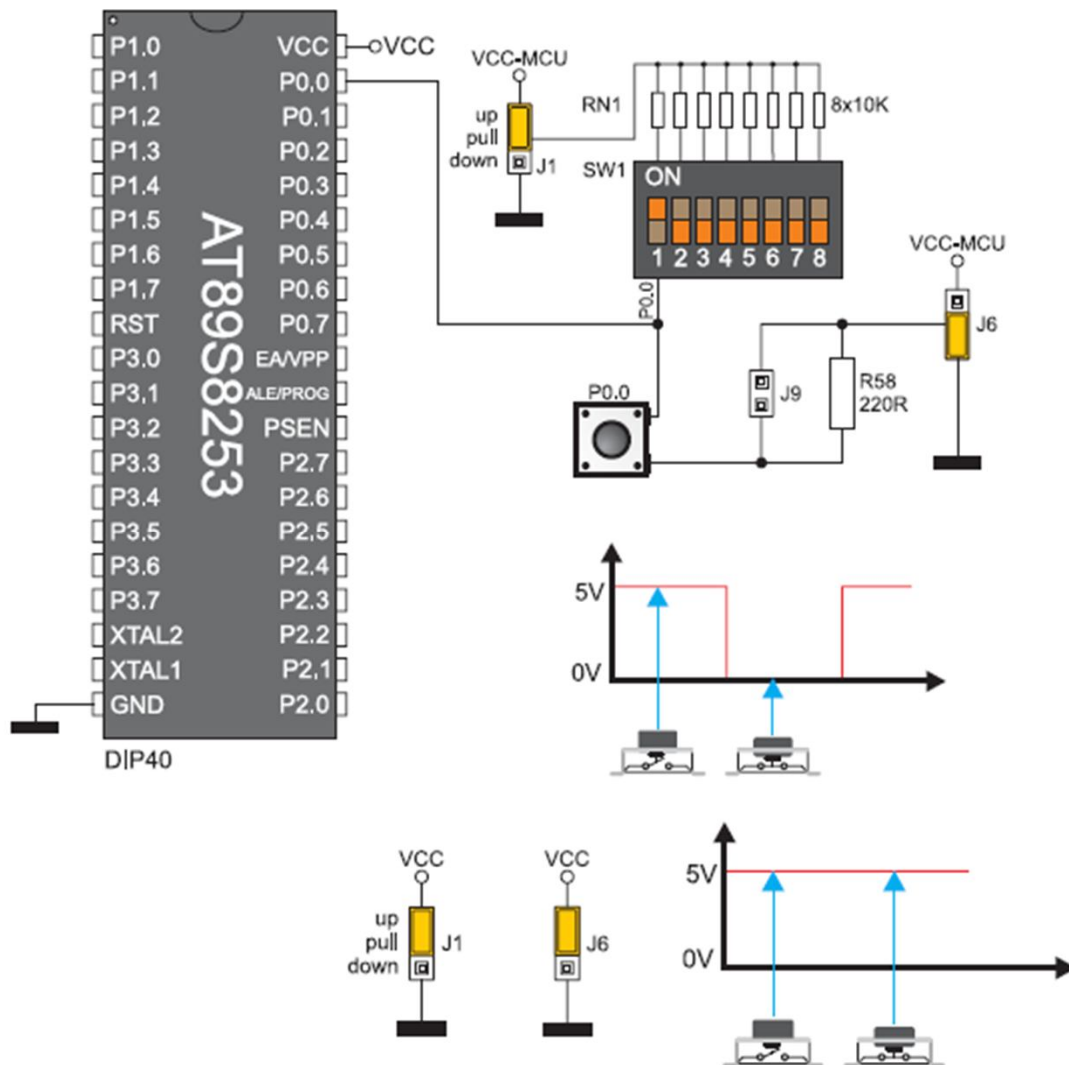 P1.0
P1.1
P1,2
P1.3
P1.4
P1.5
P1.6
P1,7
RST
P3.0
P3,1
P3.2
P3.3
P3.4
P3.5
P3.6
P3.7
XTAL2
XTAL1
GND
AT89S8253
VCC
P0,0
P0.1
P0.2
P0.3
P0.4
P0,5
P0.6
P0.7
EA/VPP
ALE/PROG
PSEN
P2.7
P2.6
P2,5
P2.4
P2.3
P2.2
P2,1
P2.0
VCC
DIP40
VCC-MCU
up
pull
down
J1
RN1
8x10K
SW1
ON
1 2 3 4 5 6 7 8
P0.0
P0.0
J9
R58
220R
VCC-MCU
J6
5V
0V
VCC
up
pull
down
J1
VCC
J6
5V
0V